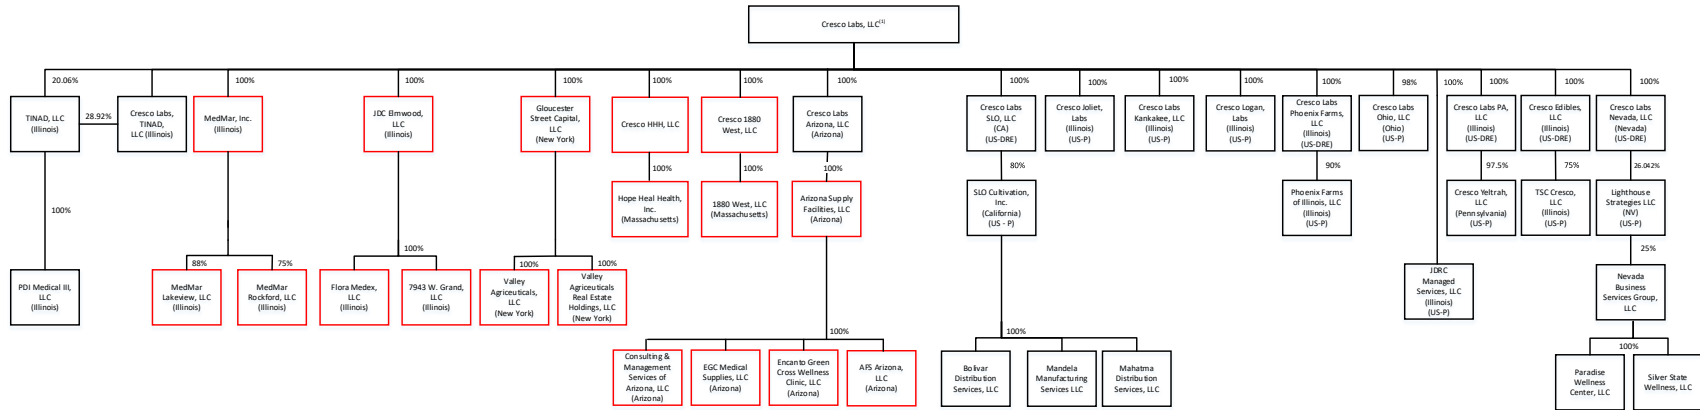 Cresco Labs, LLC(1)
20.06%
100%
100%
100%
100%
100%
100%
100%
100%
100%
100%
100%
98%
100%
100%
100%
100%
TINAD, LLC
(Illinois)
28.92%
Cresco Labs,
TINAD,
LLC (Illinois)
MedMar, Inc.
(Illinois)
JDC Elmwood,
LLC
(Illinois)
Gloucester
Street Capital,
LLC
(New York)
Cresco HHH, LLC
Cresco 1880
West, LLC
Cresco Labs
Arizona, LLC
(Arizona)
Cresco Labs
SLO, LLC
(CA)
(US-DRE)
Cresco Joliet,
Labs
(Illinois)
(US-P)
Cresco Labs
Kankakee, LLC
(Illinois)
(US-P)
Cresco Logan,
Labs
(Illinois)
(US-P)
Cresco Labs
Phoenix Farms,
LLC
(Illinois)
(US-DRE)
Cresco Labs
Ohio, LLC
(Ohio)
(US-P)
Cresco Labs PA,
LLC
(Illinois)
(US-DRE)
Cresco Edibles,
LLC
(Illinois)
(US-DRE)
Cresco Labs
Nevada, LLC
(Nevada)
(US-DRE)
100%
100%
100%
100%
80%
90%
97.5%
75%
26.042%
Hope Heal Health,
Inc.
(Massachusetts)
1880 West, LLC
(Massachusetts)
Arizona Supply
Facilities, LLC
(Arizona)
SLO Cultivation,
Inc.
(California)
(US - P)
Phoenix Farms
of Illinois, LLC
(Illinois)
(US-P)
Cresco Yeltrah,
LLC
(Pennsylvania)
(US-P)
TSC Cresco,
LLC
(Illinois)
(US-P)
Lighthouse
Strategies LLC
(NV)
(US-P)
88%
75%
100%
100%
100%
25%
PDI Medical III,
LLC
(Illinois)
MedMar
Lakeview, LLC
(Illinois)
MedMar
Rockford, LLC
(Illinois)
Flora Medex,
LLC
(Illinois)
7943 W. Grand,
LLC
(Illinois)
Valley
Agriceuticals,
LLC
(New York)
Valley
Agriceuticals
Real Estate
Holdings, LLC
(New York)
JDRC
Managed
Services, LLC
(Illinois)
(US-P)
Nevada
Business
Services Group,
LLC
100%
100%
100%
Consulting &
Management
Services of
Arizona, LLC
(Arizona)
EGC Medical
Supplies, LLC
(Arizona)
Encanto Green
Cross Wellness
Clinic, LLC
(Arizona)
AFS Arizona,
LLC
(Arizona)
Bolivar
Distribution
Services, LLC
Mandela
Manufacturing
Services LLC
Mahatma
Distribution
Services, LLC
Paradise
Wellness
Center, LLC
Silver State
Wellness, LLC